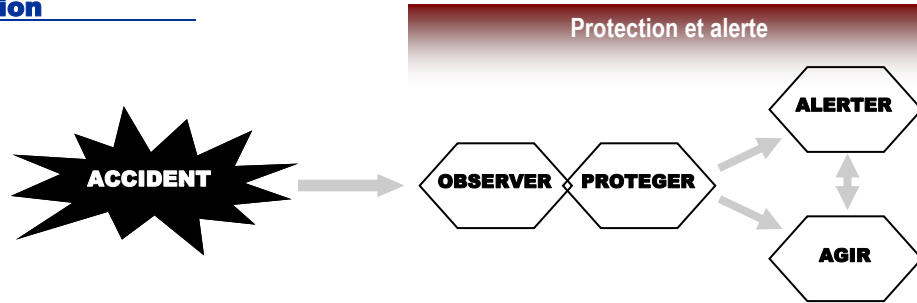 ion
Protection et alerte
ALERTER
ACCIDENT
OBSERVER
PROTEGER
AGIR